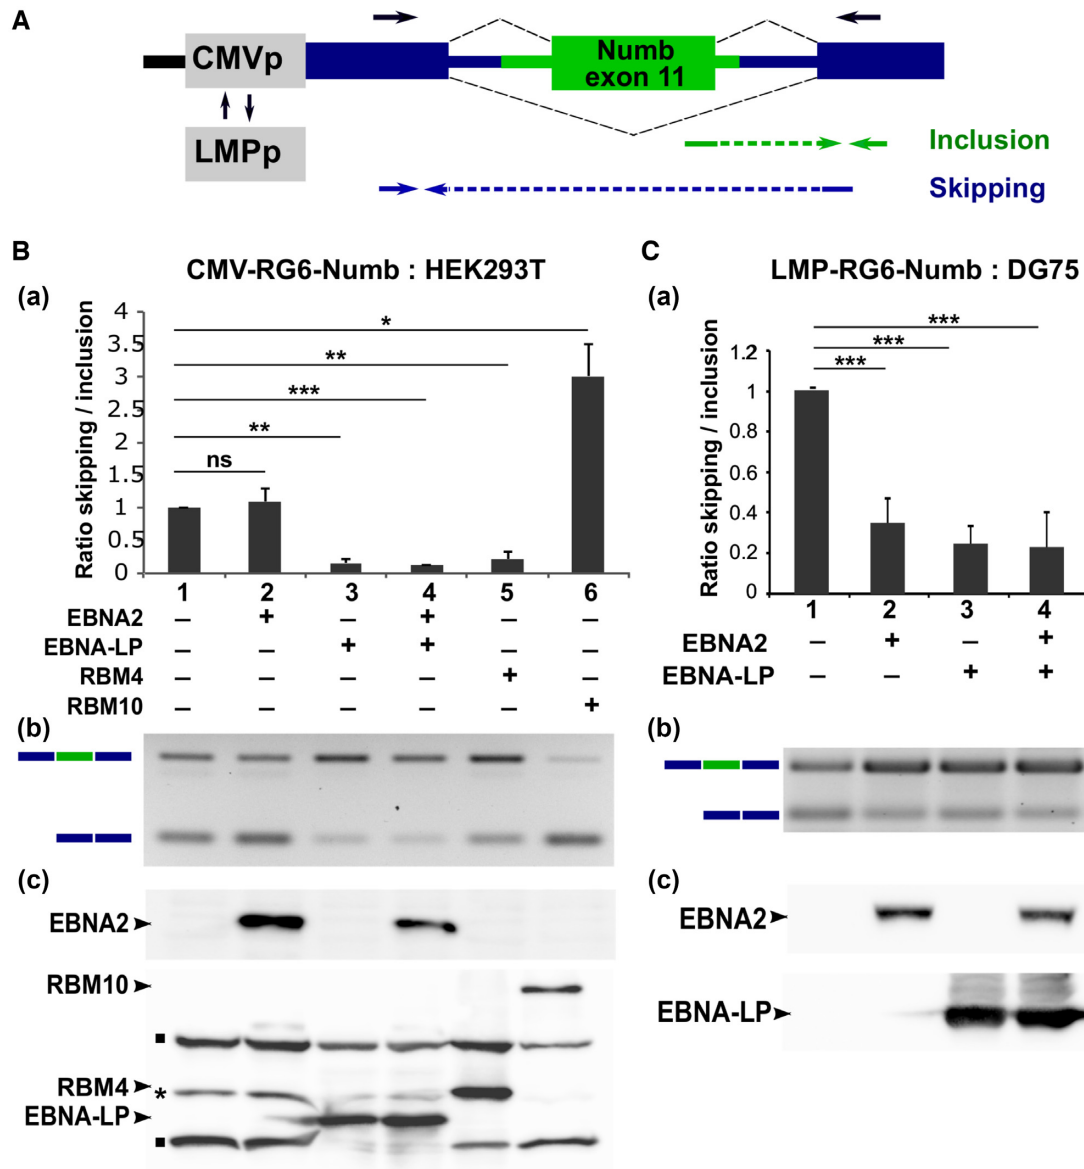 A
CMVp
Numb
exon 11
LMPp
Inclusion
Skipping
B
CMV-RG6-Numb : HEK293T
(a)
Ratio skipping / inclusion
4
3.5
3
2.5
2
1.5
1
0.5
0
*
**
***
**
ns
1 2 3 4 5 6
EBNA2 – + – + – –
EBNA-LP – – + + – –
RBM4 – – – – + –
RBM10 – – – – – +
(b)
(c)
EBNA2
RBM10
RBM4
*
EBNA-LP
C
LMP-RG6-Numb : DG75
(a)
Ratio skipping / inclusion
1.2
1
0.8
0.6
0.4
0.2
0
***
***
***
1 2 3 4
EBNA2 – + – +
EBNA-LP – – + +
(b)
(c)
EBNA2
EBNA-LP